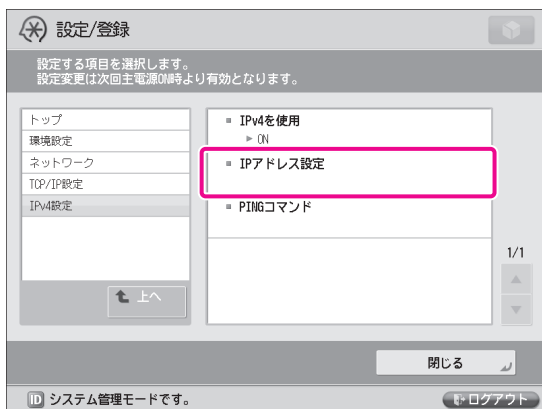 設定/登録
設定する項目を選択します。
設定変更は次回主電源ON時より有効となります。
トップ
環境設定
ネットワーク
TCP/IP設定
IPv4設定
上へ
IPv4を使用
ON
IPアドレス設定
PINGコマンド
1/1
閉じる
ID システム管理モードです。
ログアウト